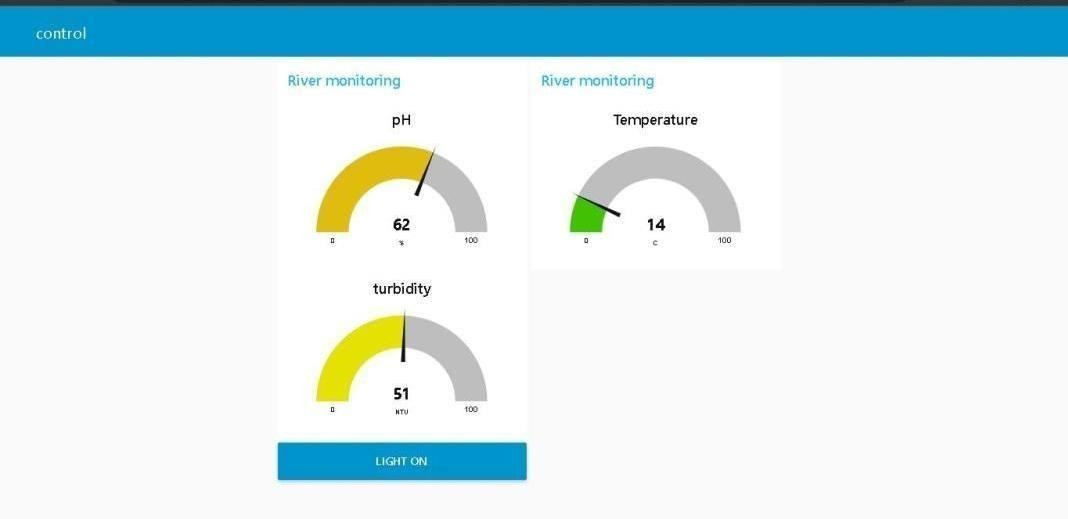 control
River monitoring
pH
62
%
0
100
turbidity
51
NTU
0
100
LIGHT ON
River monitoring
Temperature
14
C
0
100